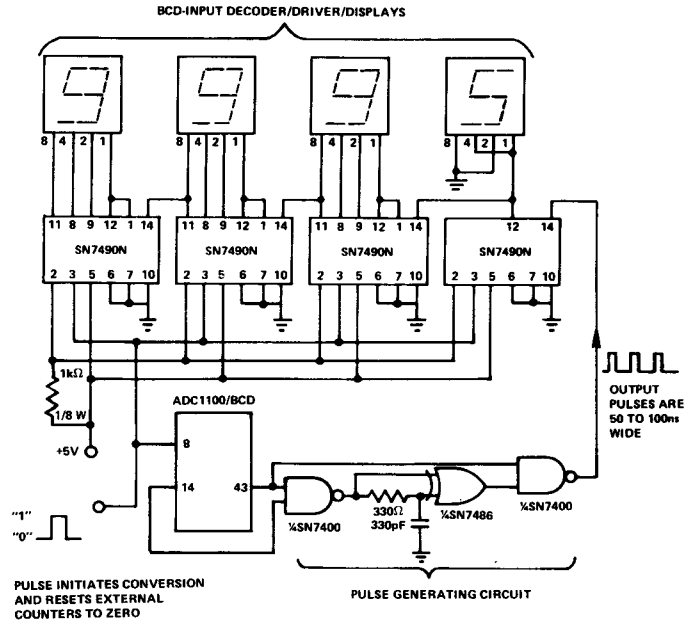 BCD-INPUT DECODER/DRIVER/DISPLAYS
9 9 9 5
8 4 2 1 8 4 2 1 8 4 2 1 8 4 2 1
11 8 9 12 1 14 11 8 9 12 1 14 11 8 9 12 1 14 12 14
SN7490N SN7490N SN7490N SN7490N
2 3 5 6 7 10 2 3 5 6 7 10 2 3 5 6 7 10 2 3 5 6 7 10
1kΩ
1/8 W
+5V
ADC1100/BCD
8
14 43
OUTPUT
PULSES ARE
50 TO 100ns
WIDE
¼SN7400
330Ω
330pF
¼SN7486
¼SN7400
"1"
"0"
PULSE INITIATES CONVERSION
AND RESETS EXTERNAL
COUNTERS TO ZERO
PULSE GENERATING CIRCUIT